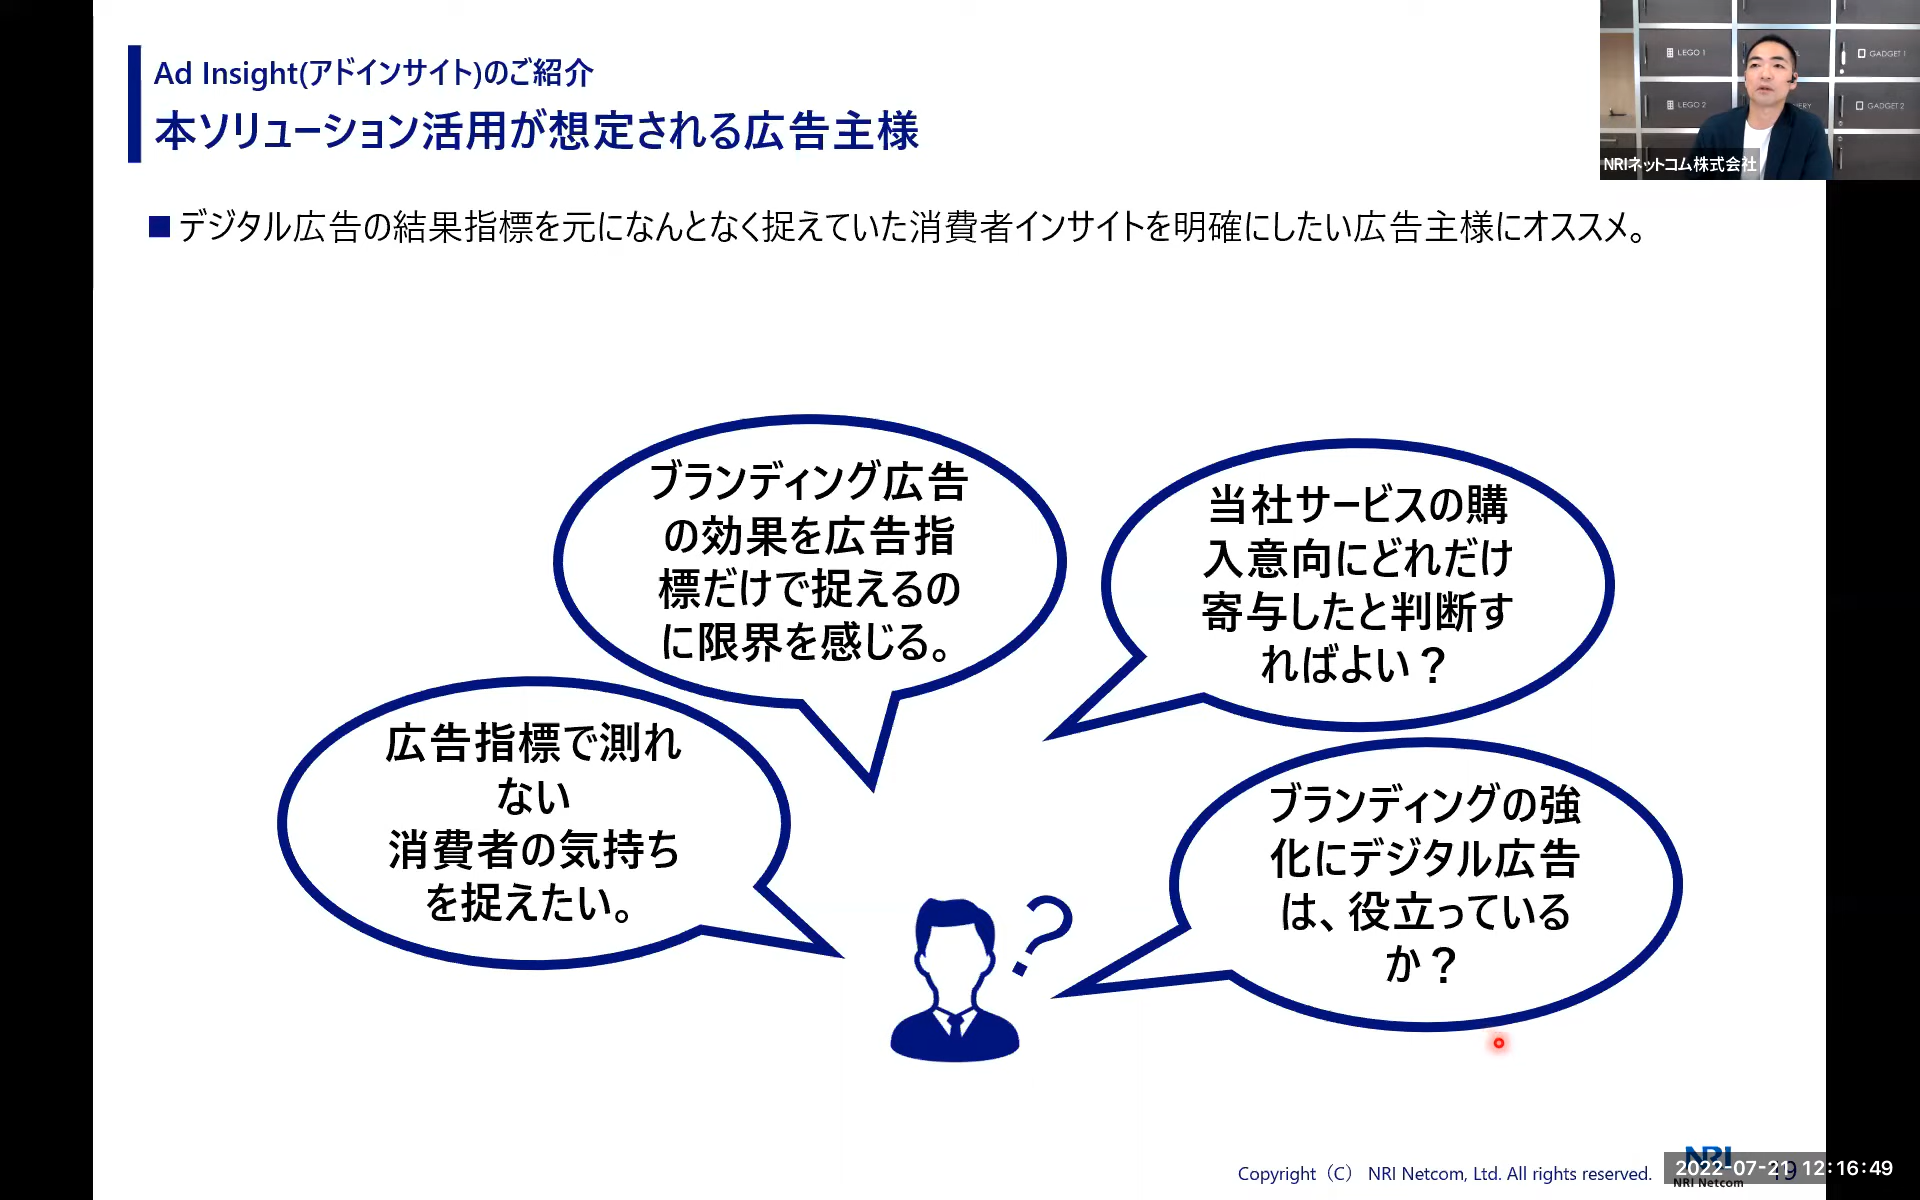 Ad Insight(アドインサイト)のご紹介
本ソリューション活用が想定される広告主様
LEGO 1
GADGET 1
LEGO 2
GADGET 2
NRIネットコム株式会社
■デジタル広告の結果指標を元になんとなく捉えていた消費者インサイトを明確にしたい広告主様にオススメ。
ブランディング広告
の効果を広告指
標だけで捉えるの
に限界を感じる。
当社サービスの購
入意向にどれだけ
寄与したと判断す
ればよい？
広告指標で測れ
ない
消費者の気持ち
を捉えたい。
ブランディングの強
化にデジタル広告
は、役立っている
か？
?
Copyright（C） NRI Netcom, Ltd. All rights reserved.
NRI
NRI Netcom
2022-07-21 12:16:49